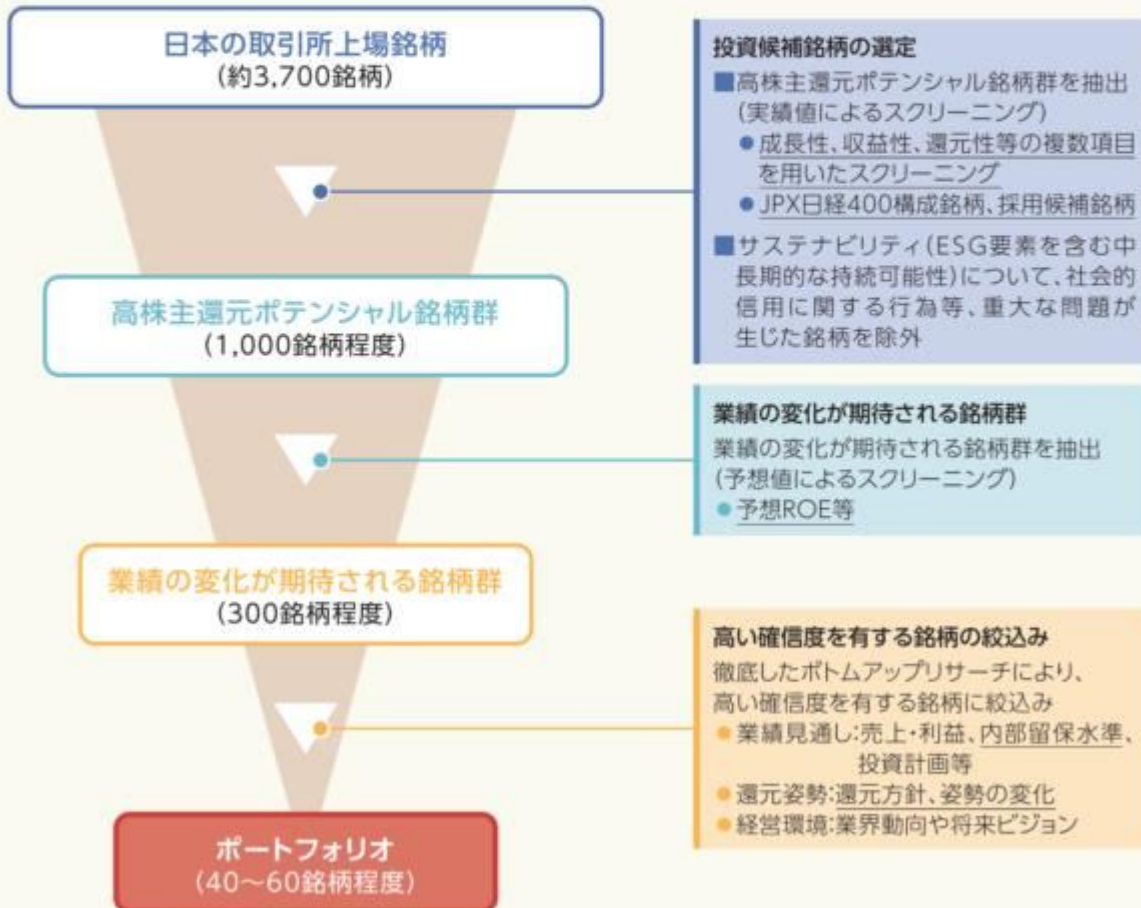 日本の取引所上場銘柄
(約3,700銘柄)
投資候補銘柄の選定
■高株主還元ポテンシャル銘柄群を抽出
(実績値によるスクリーニング)
●成長性、収益性、還元性等の複数項目
を用いたスクリーニング
●JPX日経400構成銘柄、採用候補銘柄
■サステナビリティ(ESG要素を含む中
長期的な持続可能性)について、社会的
信用に関する行為等、重大な問題が
生じた銘柄を除外
高株主還元ポテンシャル銘柄群
(1,000銘柄程度)
業績の変化が期待される銘柄群
業績の変化が期待される銘柄群を抽出
(予想値によるスクリーニング)
●予想ROE等
業績の変化が期待される銘柄群
(300銘柄程度)
高い確信度を有する銘柄の絞込み
徹底したボトムアップリサーチにより、
高い確信度を有する銘柄に絞込み
●業績見通し:売上・利益、内部留保水準、
投資計画等
●還元姿勢:還元方針、姿勢の変化
●経営環境:業界動向や将来ビジョン
ポートフォリオ
(40～60銘柄程度)